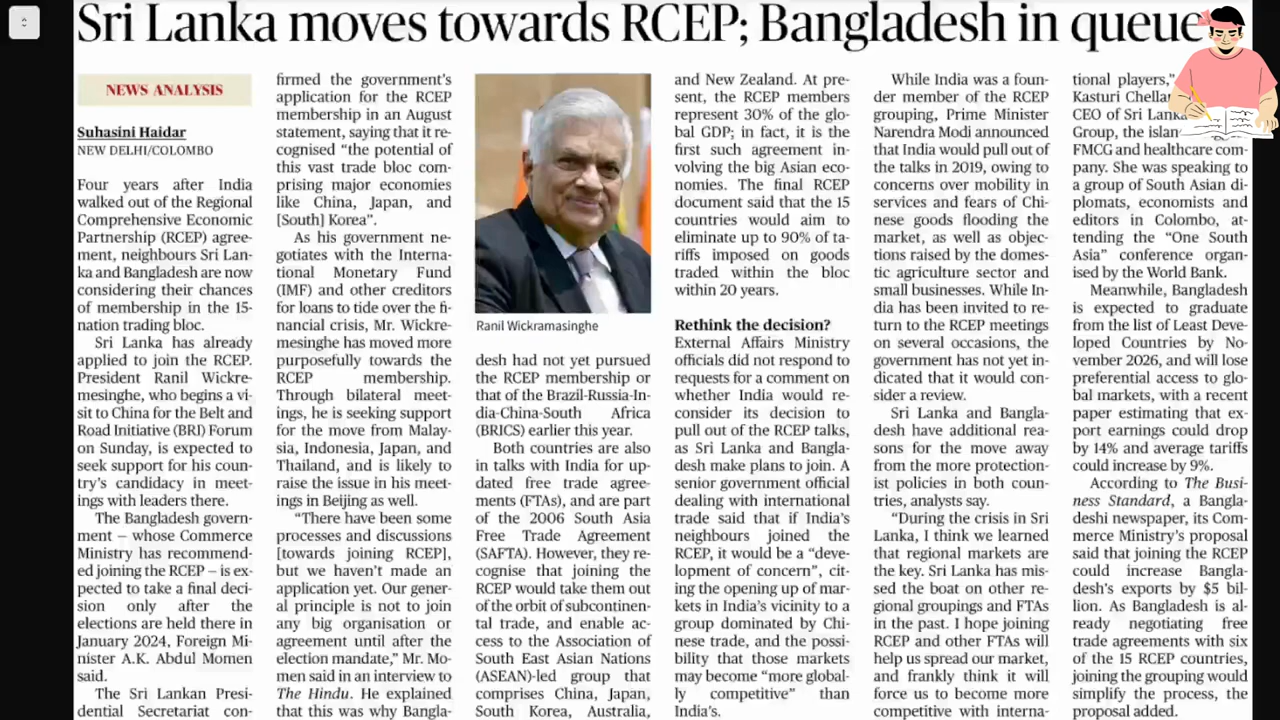 Sri Lanka moves towards RCEP; Bangladesh in queue
NEWS ANALYSIS
Suhasini Haidar
NEW DELHI/COLOMBO
Four years after India
walked out of the Regional
Comprehensive Economic
Partnership (RCEP) agree-
ment, neighbours Sri Lan-
ka and Bangladesh are now
considering their chances
of membership in the 15-
nation trading bloc.
Sri Lanka has already
applied to join the RCEP.
President Ranil Wickre-
mesinghe, who begins a vi-
sit to China for the Belt and
Road Initiative (BRI) Forum
on Sunday, is expected to
seek support for his coun-
try's candidacy in meet-
ings with leaders there.
The Bangladesh govern-
ment – whose Commerce
Ministry has recommend-
ed joining the RCEP – is ex-
pected to take a final deci-
sion only after the
elections are held there in
January 2024, Foreign Mi-
nister A.K. Abdul Momen
said.
The Sri Lankan Presi-
dential Secretariat con-
firmed the government's
application for the RCEP
membership in an August
statement, saying that it re-
cognised "the potential of
this vast trade bloc com-
prising major economies
like China, Japan, and
[South] Korea".
As his government ne-
gotiates with the Interna-
tional Monetary Fund
(IMF) and other creditors
for loans to tide over the fi-
nancial crisis, Mr. Wickre-
mesinghe has moved more
purposefully towards the
RCEP membership.
Through bilateral meet-
ings, he is seeking support
for the move from Malay-
sia, Indonesia, Japan, and
Thailand, and is likely to
raise the issue in his meet-
ings in Beijing as well.
"There have been some
processes and discussions
[towards joining RCEP],
but we haven't made an
application yet. Our gener-
al principle is not to join
any big organisation or
agreement until after the
election mandate," Mr. Mo-
men said in an interview to
The Hindu. He explained
that this was why Bangla-
Ranil Wickramasinghe
desh had not yet pursued
the RCEP membership or
that of the Brazil-Russia-In-
dia-China-South Africa
(BRICS) earlier this year.
Both countries are also
in talks with India for up-
dated free trade agree-
ments (FTAs), and are part
of the 2006 South Asia
Free Trade Agreement
(SAFTA). However, they re-
cognise that joining the
RCEP would take them out
of the orbit of subcontinen-
tal trade, and enable ac-
cess to the Association of
South East Asian Nations
(ASEAN)-led group that
comprises China, Japan,
South Korea, Australia,
and New Zealand. At pre-
sent, the RCEP members
represent 30% of the glo-
bal GDP; in fact, it is the
first such agreement in-
volving the big Asian eco-
nomies. The final RCEP
document said that the 15
countries would aim to
eliminate up to 90% of ta-
riffs imposed on goods
traded within the bloc
within 20 years.
Rethink the decision?
External Affairs Ministry
officials did not respond to
requests for a comment on
whether India would re-
consider its decision to
pull out of the RCEP talks,
as Sri Lanka and Bangla-
desh make plans to join. A
senior government official
dealing with international
trade said that if India's
neighbours joined the
RCEP, it would be a "deve-
lopment of concern", cit-
ing the opening up of mar-
kets in India's vicinity to a
group dominated by Chi-
nese trade, and the possi-
bility that those markets
may become "more global-
ly competitive" than
India's.
While India was a foun-
der member of the RCEP
grouping, Prime Minister
Narendra Modi announced
that India would pull out of
the talks in 2019, owing to
concerns over mobility in
services and fears of Chi-
nese goods flooding the
market, as well as objec-
tions raised by the domes-
tic agriculture sector and
small businesses. While In-
dia has been invited to re-
turn to the RCEP meetings
on several occasions, the
government has not yet in-
dicated that it would con-
sider a review.
Sri Lanka and Bangla-
desh have additional rea-
sons for the move away
from the more protection-
ist policies in both coun-
tries, analysts say.
"During the crisis in Sri
Lanka, I think we learned
that regional markets are
the key. Sri Lanka has mis-
sed the boat on other re-
gional groupings and FTAs
in the past. I hope joining
RCEP and other FTAs will
help us spread our market,
and frankly think it will
force us to become more
competitive with interna-
tional players,"
Kasturi Chellar
CEO of Sri Lanka
Group, the islan
FMCG and healthcare com-
pany. She was speaking to
a group of South Asian di-
plomats, economists and
editors in Colombo, at-
tending the "One South
Asia" conference organ-
ised by the World Bank.
Meanwhile, Bangladesh
is expected to graduate
from the list of Least Deve-
loped Countries by No-
vember 2026, and will lose
preferential access to glo-
bal markets, with a recent
paper estimating that ex-
port earnings could drop
by 14% and average tariffs
could increase by 9%.
According to The Busi-
ness Standard, a Bangla-
deshi newspaper, its Com-
merce Ministry's proposal
said that joining the RCEP
could increase Bangla-
desh's exports by $5 bil-
lion. As Bangladesh is al-
ready negotiating free
trade agreements with six
of the 15 RCEP countries,
joining the grouping would
simplify the process, the
proposal added.